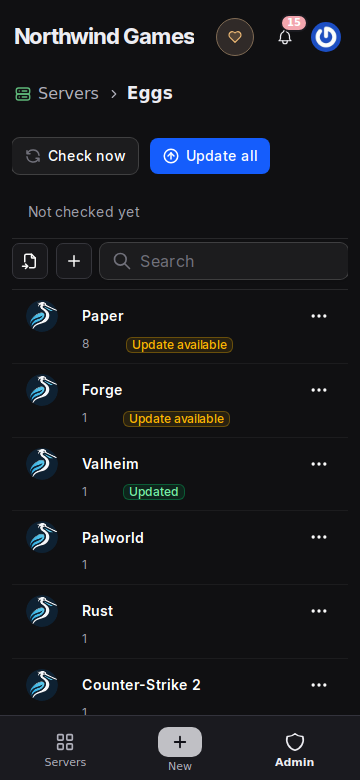 Northwind Games
15
Servers > Eggs
Check now
Update all
Not checked yet
Search
Paper
8 Update available
Forge
1 Update available
Valheim
1 Updated
Palworld
1
Rust
1
Counter-Strike 2
1
Servers
New
Admin